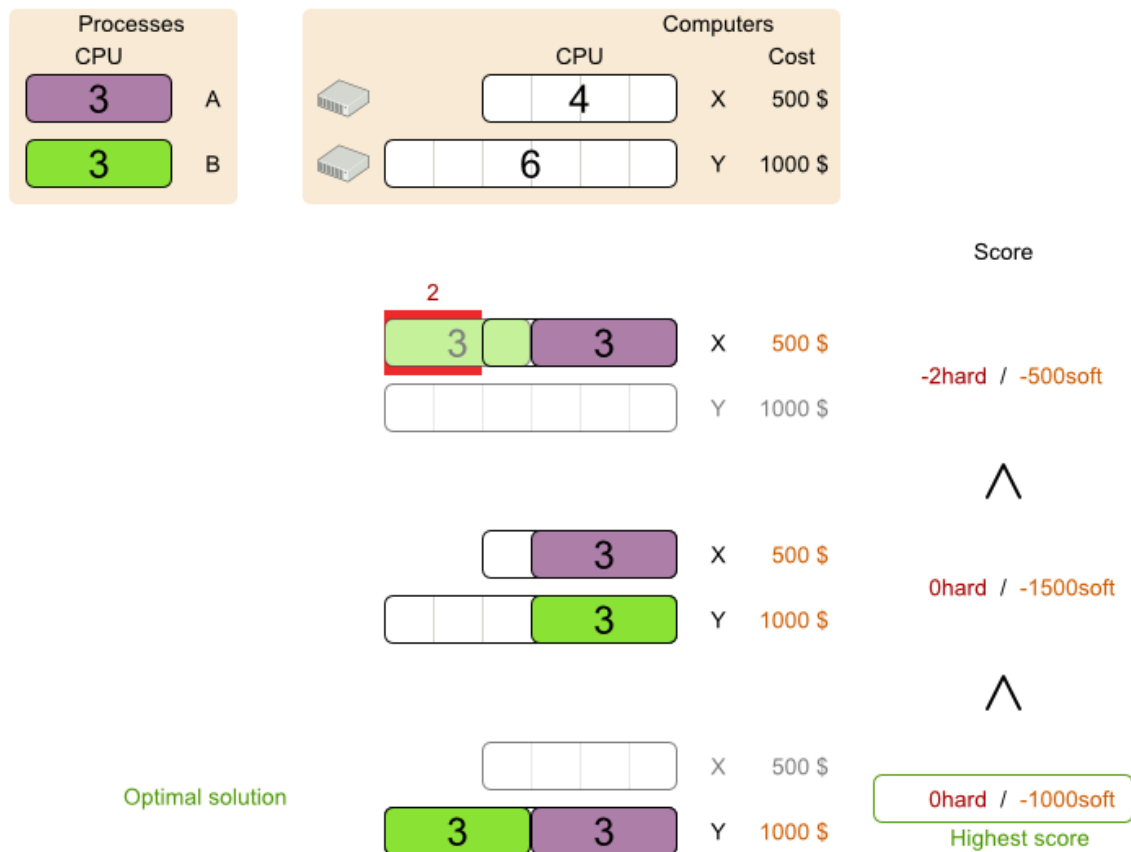 Processes Computers
CPU CPU Cost
3 A 4 X 500 $
3 B 6 Y 1000 $
Score
2
3 3 X 500 $
-2hard / -500soft
Y 1000 $
3 X 500 $
0hard / -1500soft
3 Y 1000 $
X 500 $
Optimal solution 0hard / -1000soft
3 3 Y 1000 $
Highest score